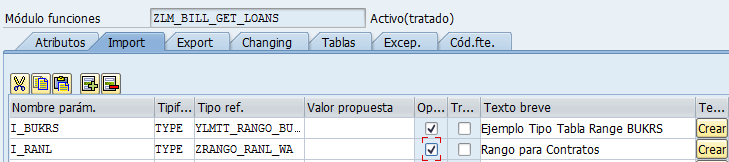 Módulo funciones ZLM_BILL_GET_LOANS Activo(tratado)
Atributos Import Export Changing Tablas Excep. Cód.fte.
Nombre parám. Tipif... Tipo ref. Valor propuesta Op... Tr... Texto breve Te...
I_BUKRS TYPE YLMTT_RANGO_BU... Ejemplo Tipo Tabla Range BUKRS Crear
I_RANL TYPE ZRANGO_RANL_WA Rango para Contratos Crear